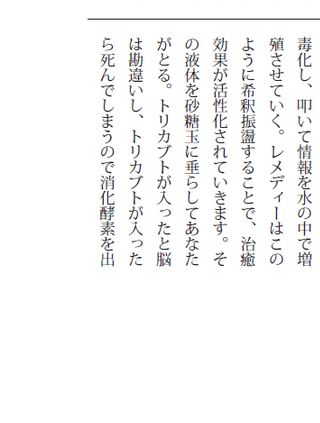 毒化し、叩いて情報を水の中で増
殖させていく。レメディーはこの
ように希釈振盪することで、治癒
効果が活性化されていきます。そ
の液体を砂糖玉に垂らしてあなた
がとる。トリカブトが入ったと脳
は勘違いし、トリカブトが入った
ら死んでしまうので消化酵素を出